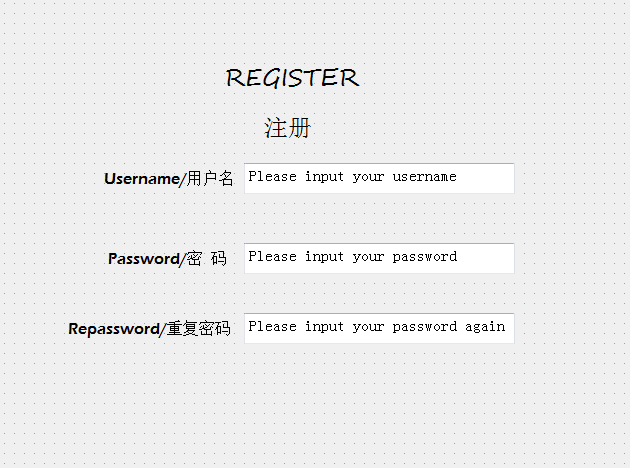 REGISTER
注册
Username/用户名 Please input your username
Password/密 码 Please input your password
Repassword/重复密码 Please input your password again